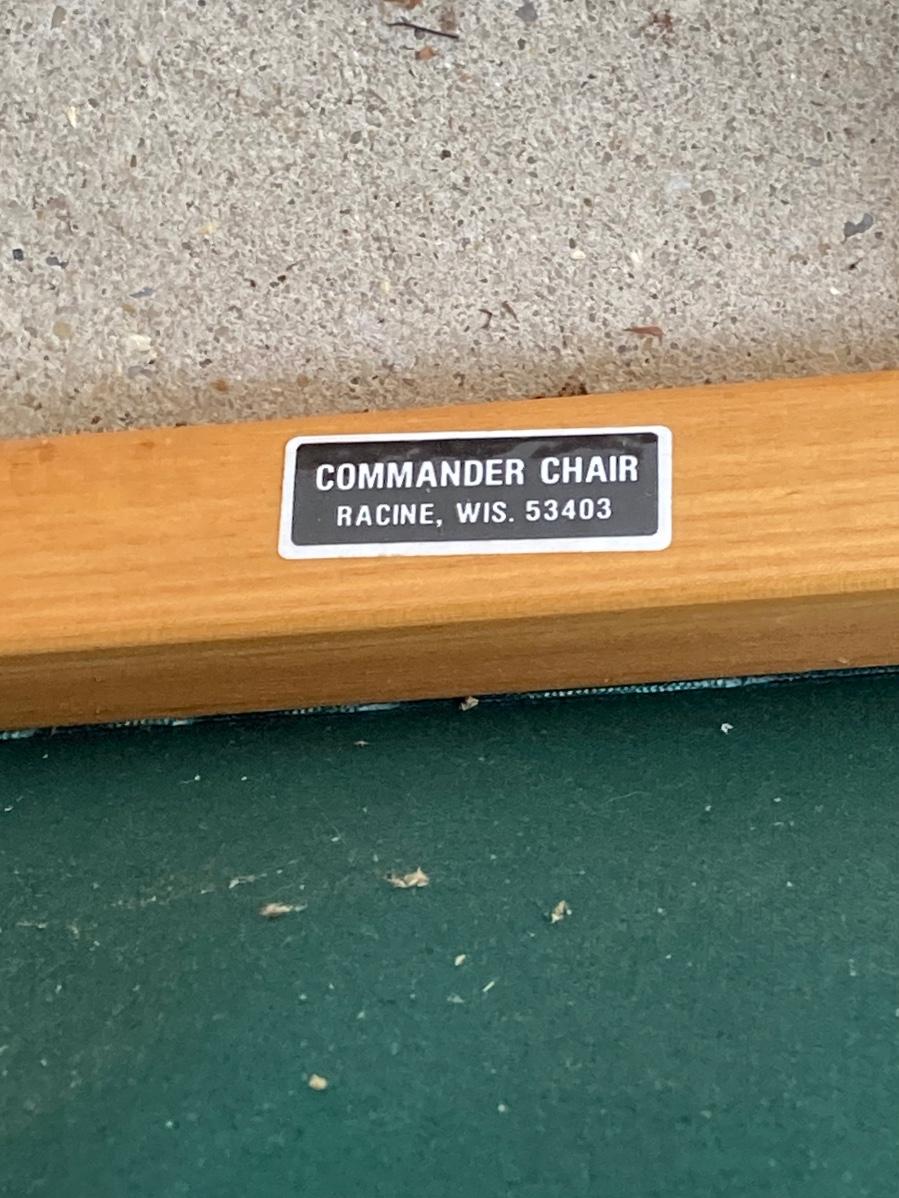 COMMANDER CHAIR
RACINE, WIS. 53403